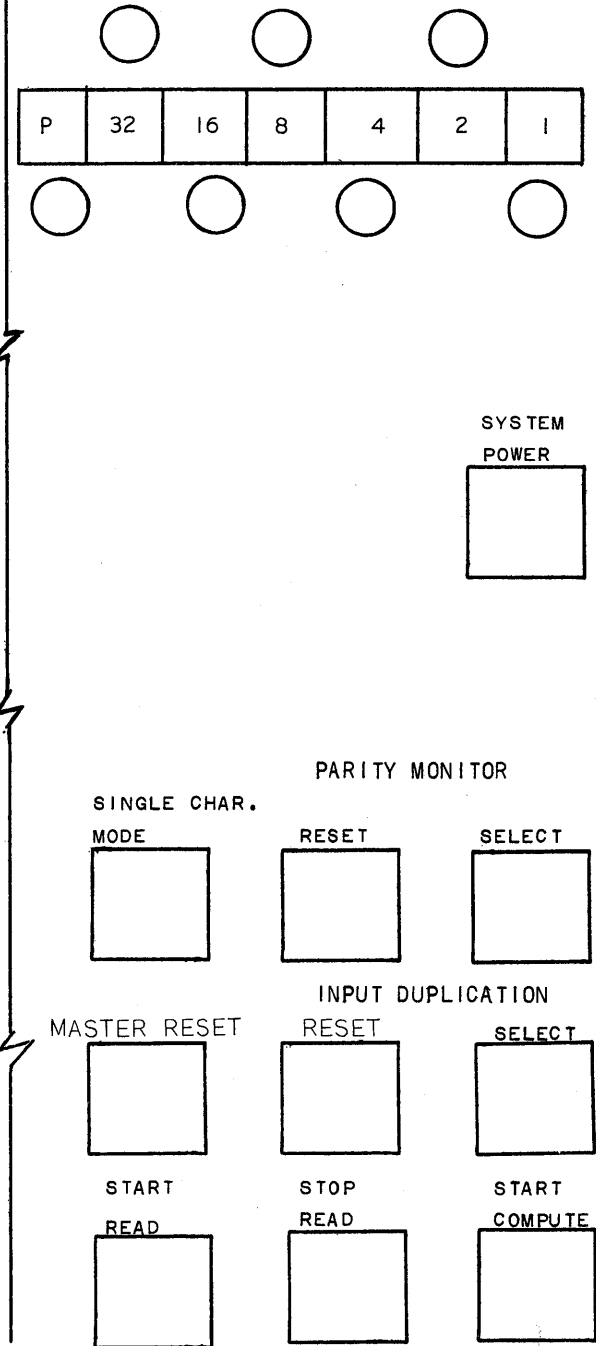 P 32 16 8 4 2 1
SYSTEM
POWER
PARITY MONITOR
SINGLE CHAR.
MODE RESET SELECT
INPUT DUPLICATION
MASTER RESET RESET SELECT
START STOP START
READ READ COMPUTE